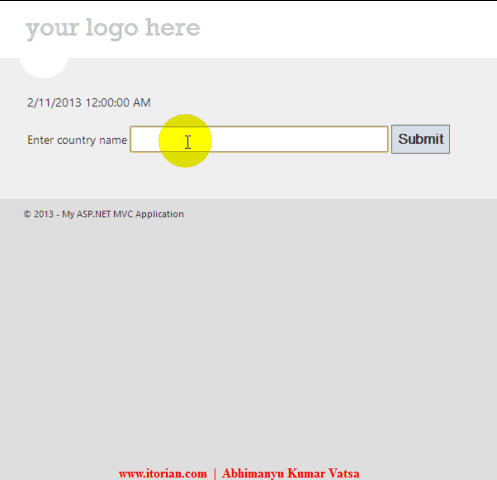 your logo here
2/11/2013 12:00:00 AM
Enter country name Submit
© 2013 - My ASP.NET MVC Application
www.itorian.com | Abhimanyu Kumar Vatsa